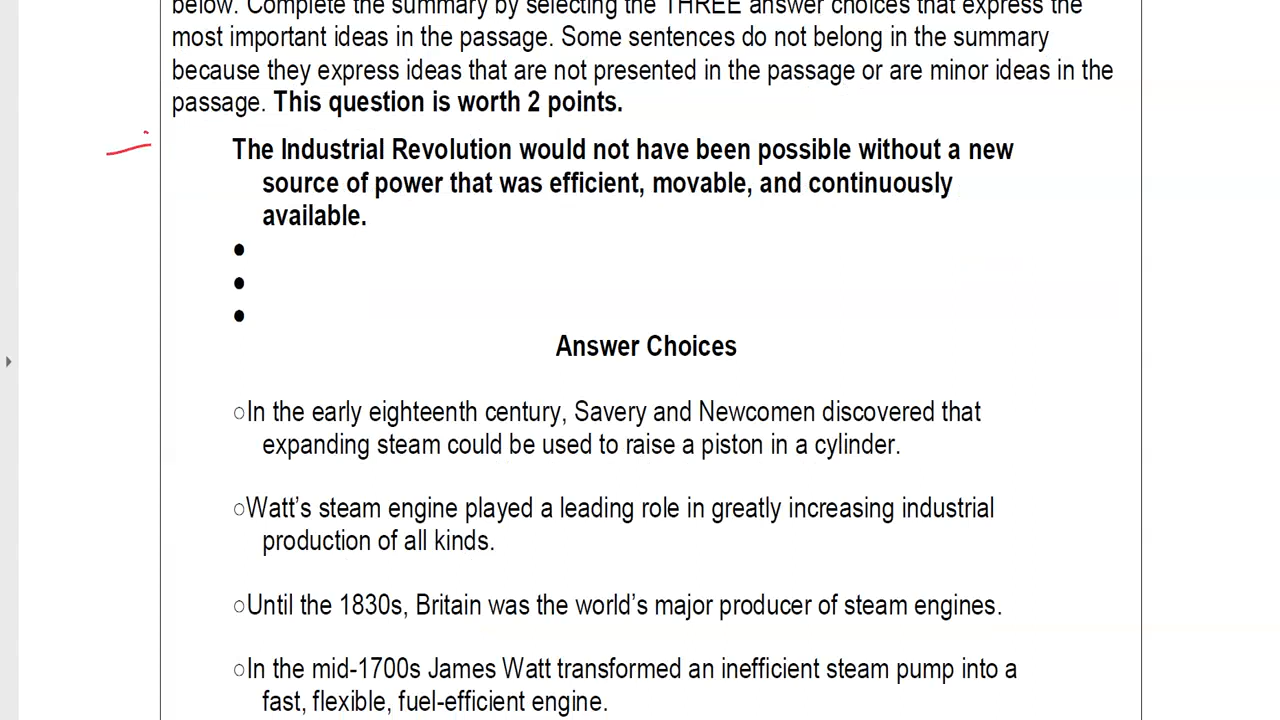 below. Complete the summary by selecting the THREE answer choices that express the
most important ideas in the passage. Some sentences do not belong in the summary
because they express ideas that are not presented in the passage or are minor ideas in the
passage. This question is worth 2 points.
The Industrial Revolution would not have been possible without a new
source of power that was efficient, movable, and continuously
available.
●
●
●
Answer Choices
○In the early eighteenth century, Savery and Newcomen discovered that
expanding steam could be used to raise a piston in a cylinder.
○Watt’s steam engine played a leading role in greatly increasing industrial
production of all kinds.
○Until the 1830s, Britain was the world’s major producer of steam engines.
○In the mid-1700s James Watt transformed an inefficient steam pump into a
fast, flexible, fuel-efficient engine.